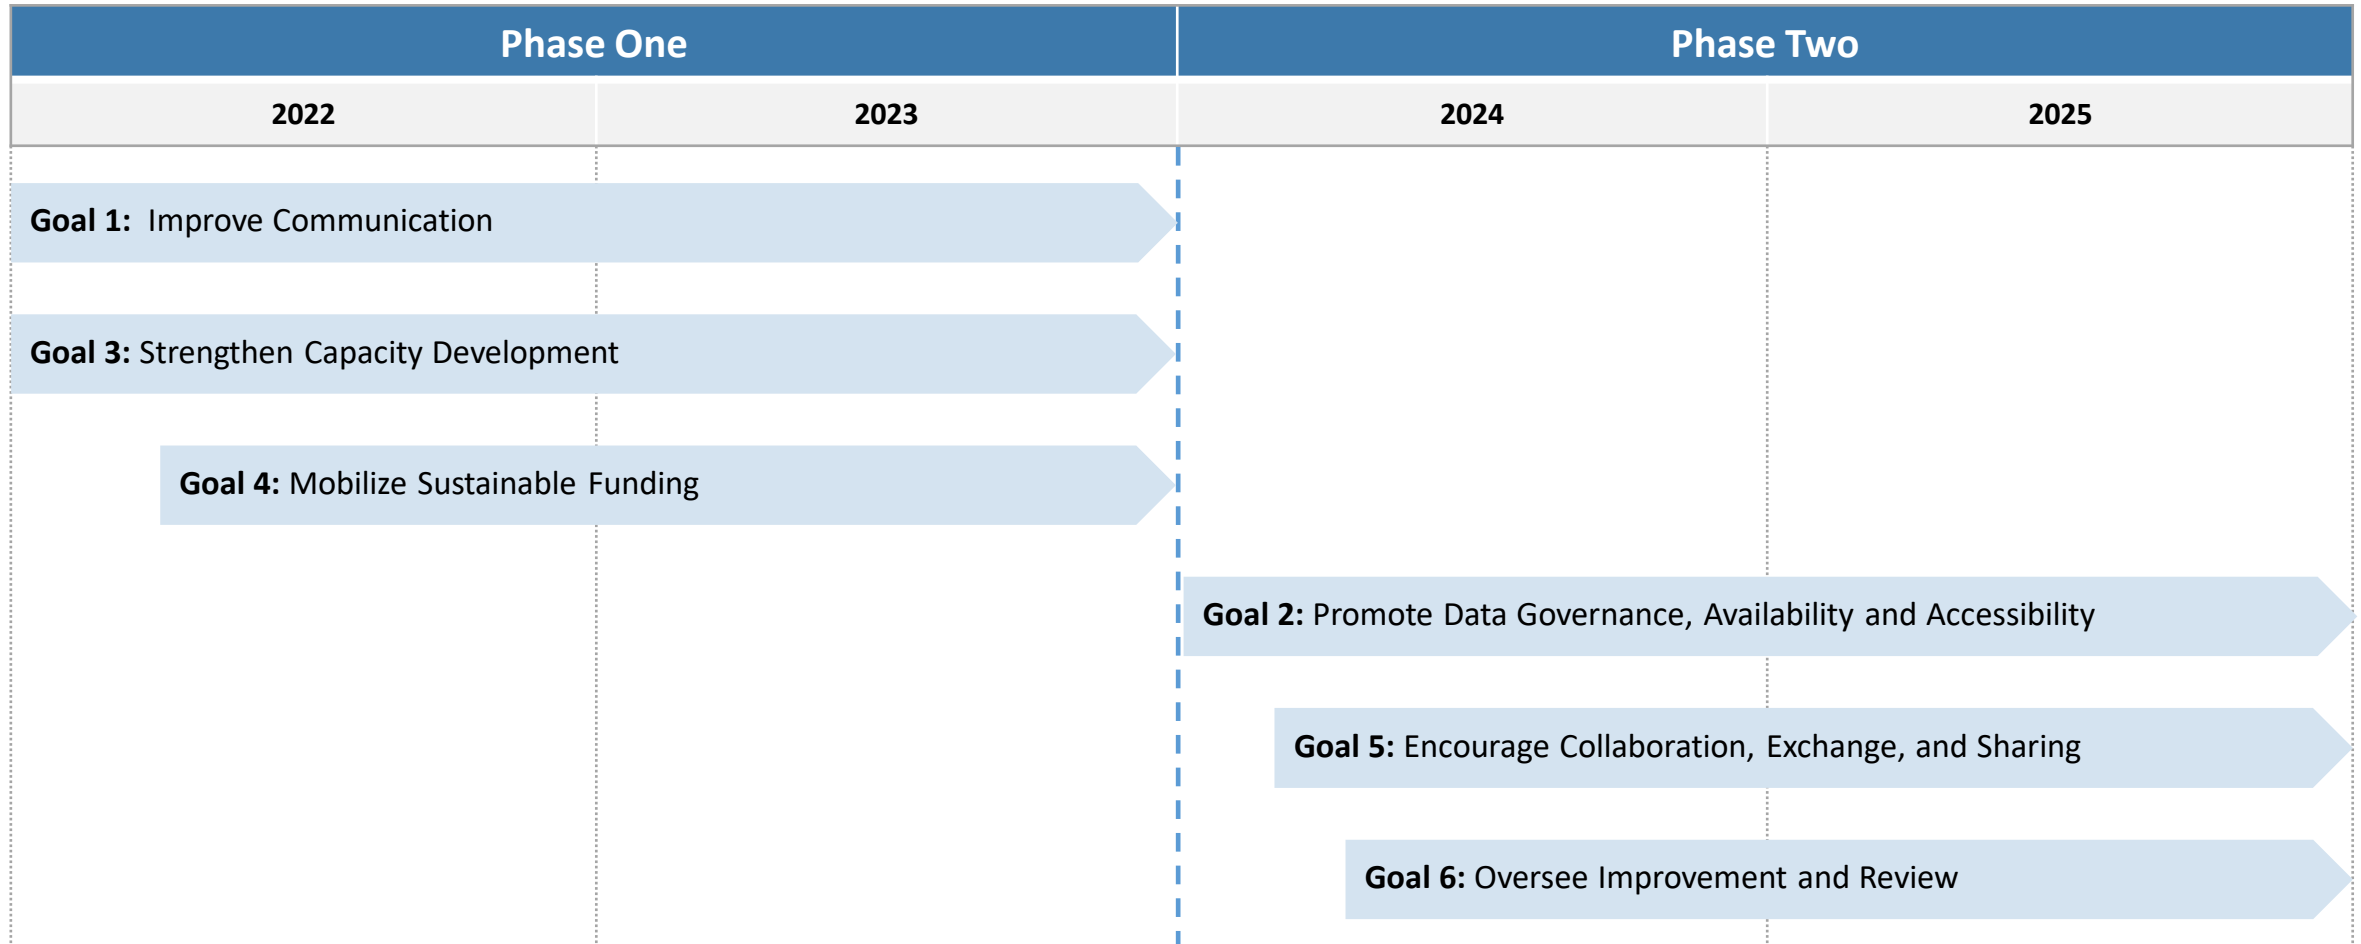 Phase One
Phase Two
2022
2023
2024
2025
Goal 1: Improve Communication
Goal 3: Strengthen Capacity Development
Goal 4: Mobilize Sustainable Funding
Goal 2: Promote Data Governance, Availability and Accessibility
Goal 5: Encourage Collaboration, Exchange, and Sharing
Goal 6: Oversee Improvement and Review